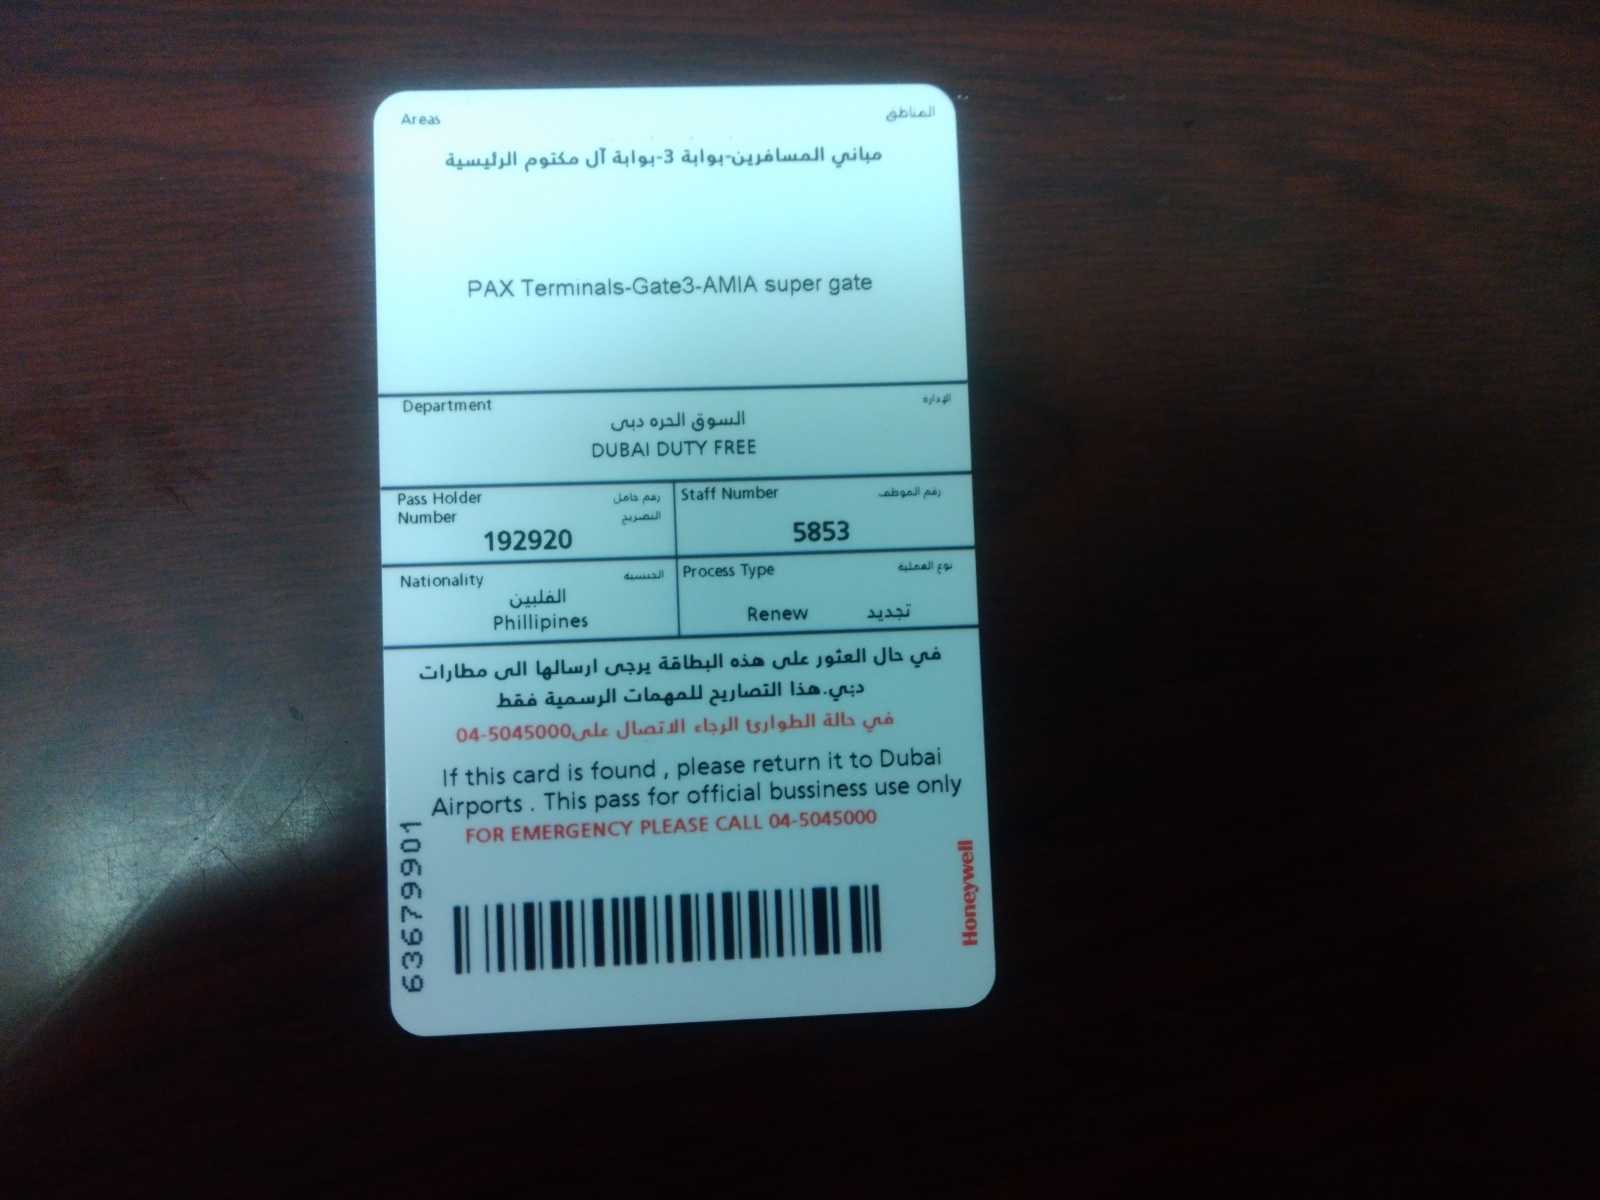 Areas المناطق
مباني المسافرين-بوابة 3-بوابة آل مكتوم الرئيسية
PAX Terminals-Gate3-AMIA super gate
Department الإدارة
السوق الحره دبى
DUBAI DUTY FREE
Pass Holder رقم حامل
Number التصريح
192920
Staff Number رقم الموظف
5853
Nationality الجنسية
الفلبين
Phillipines
Process Type نوع العملية
Renew تجديد
في حال العثور على هذه البطاقة يرجى ارسالها الى مطارات
دبي.هذا التصاريح للمهمات الرسمية فقط
في حالة الطوارئ الرجاء الاتصال على04-5045000
If this card is found , please return it to Dubai
Airports . This pass for official bussiness use only
FOR EMERGENCY PLEASE CALL 04-5045000
63679901
Honeywell